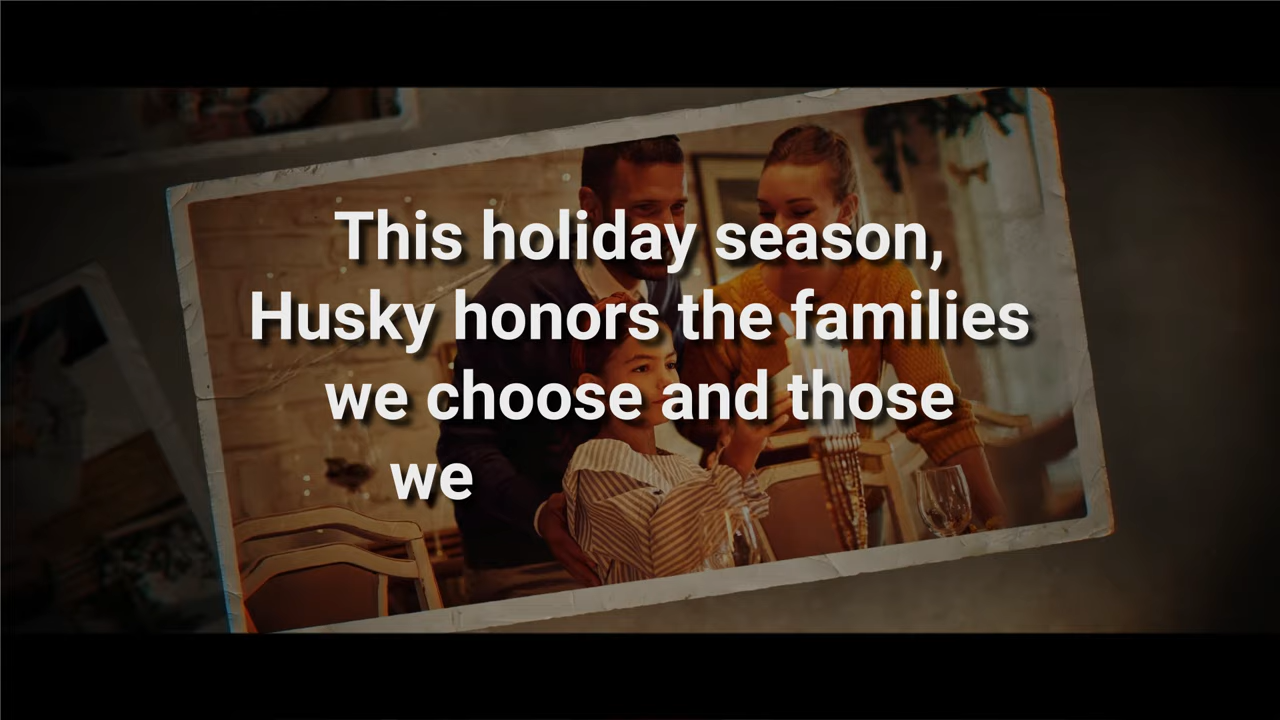 This holiday season,
Husky honors the families
we choose and those
we